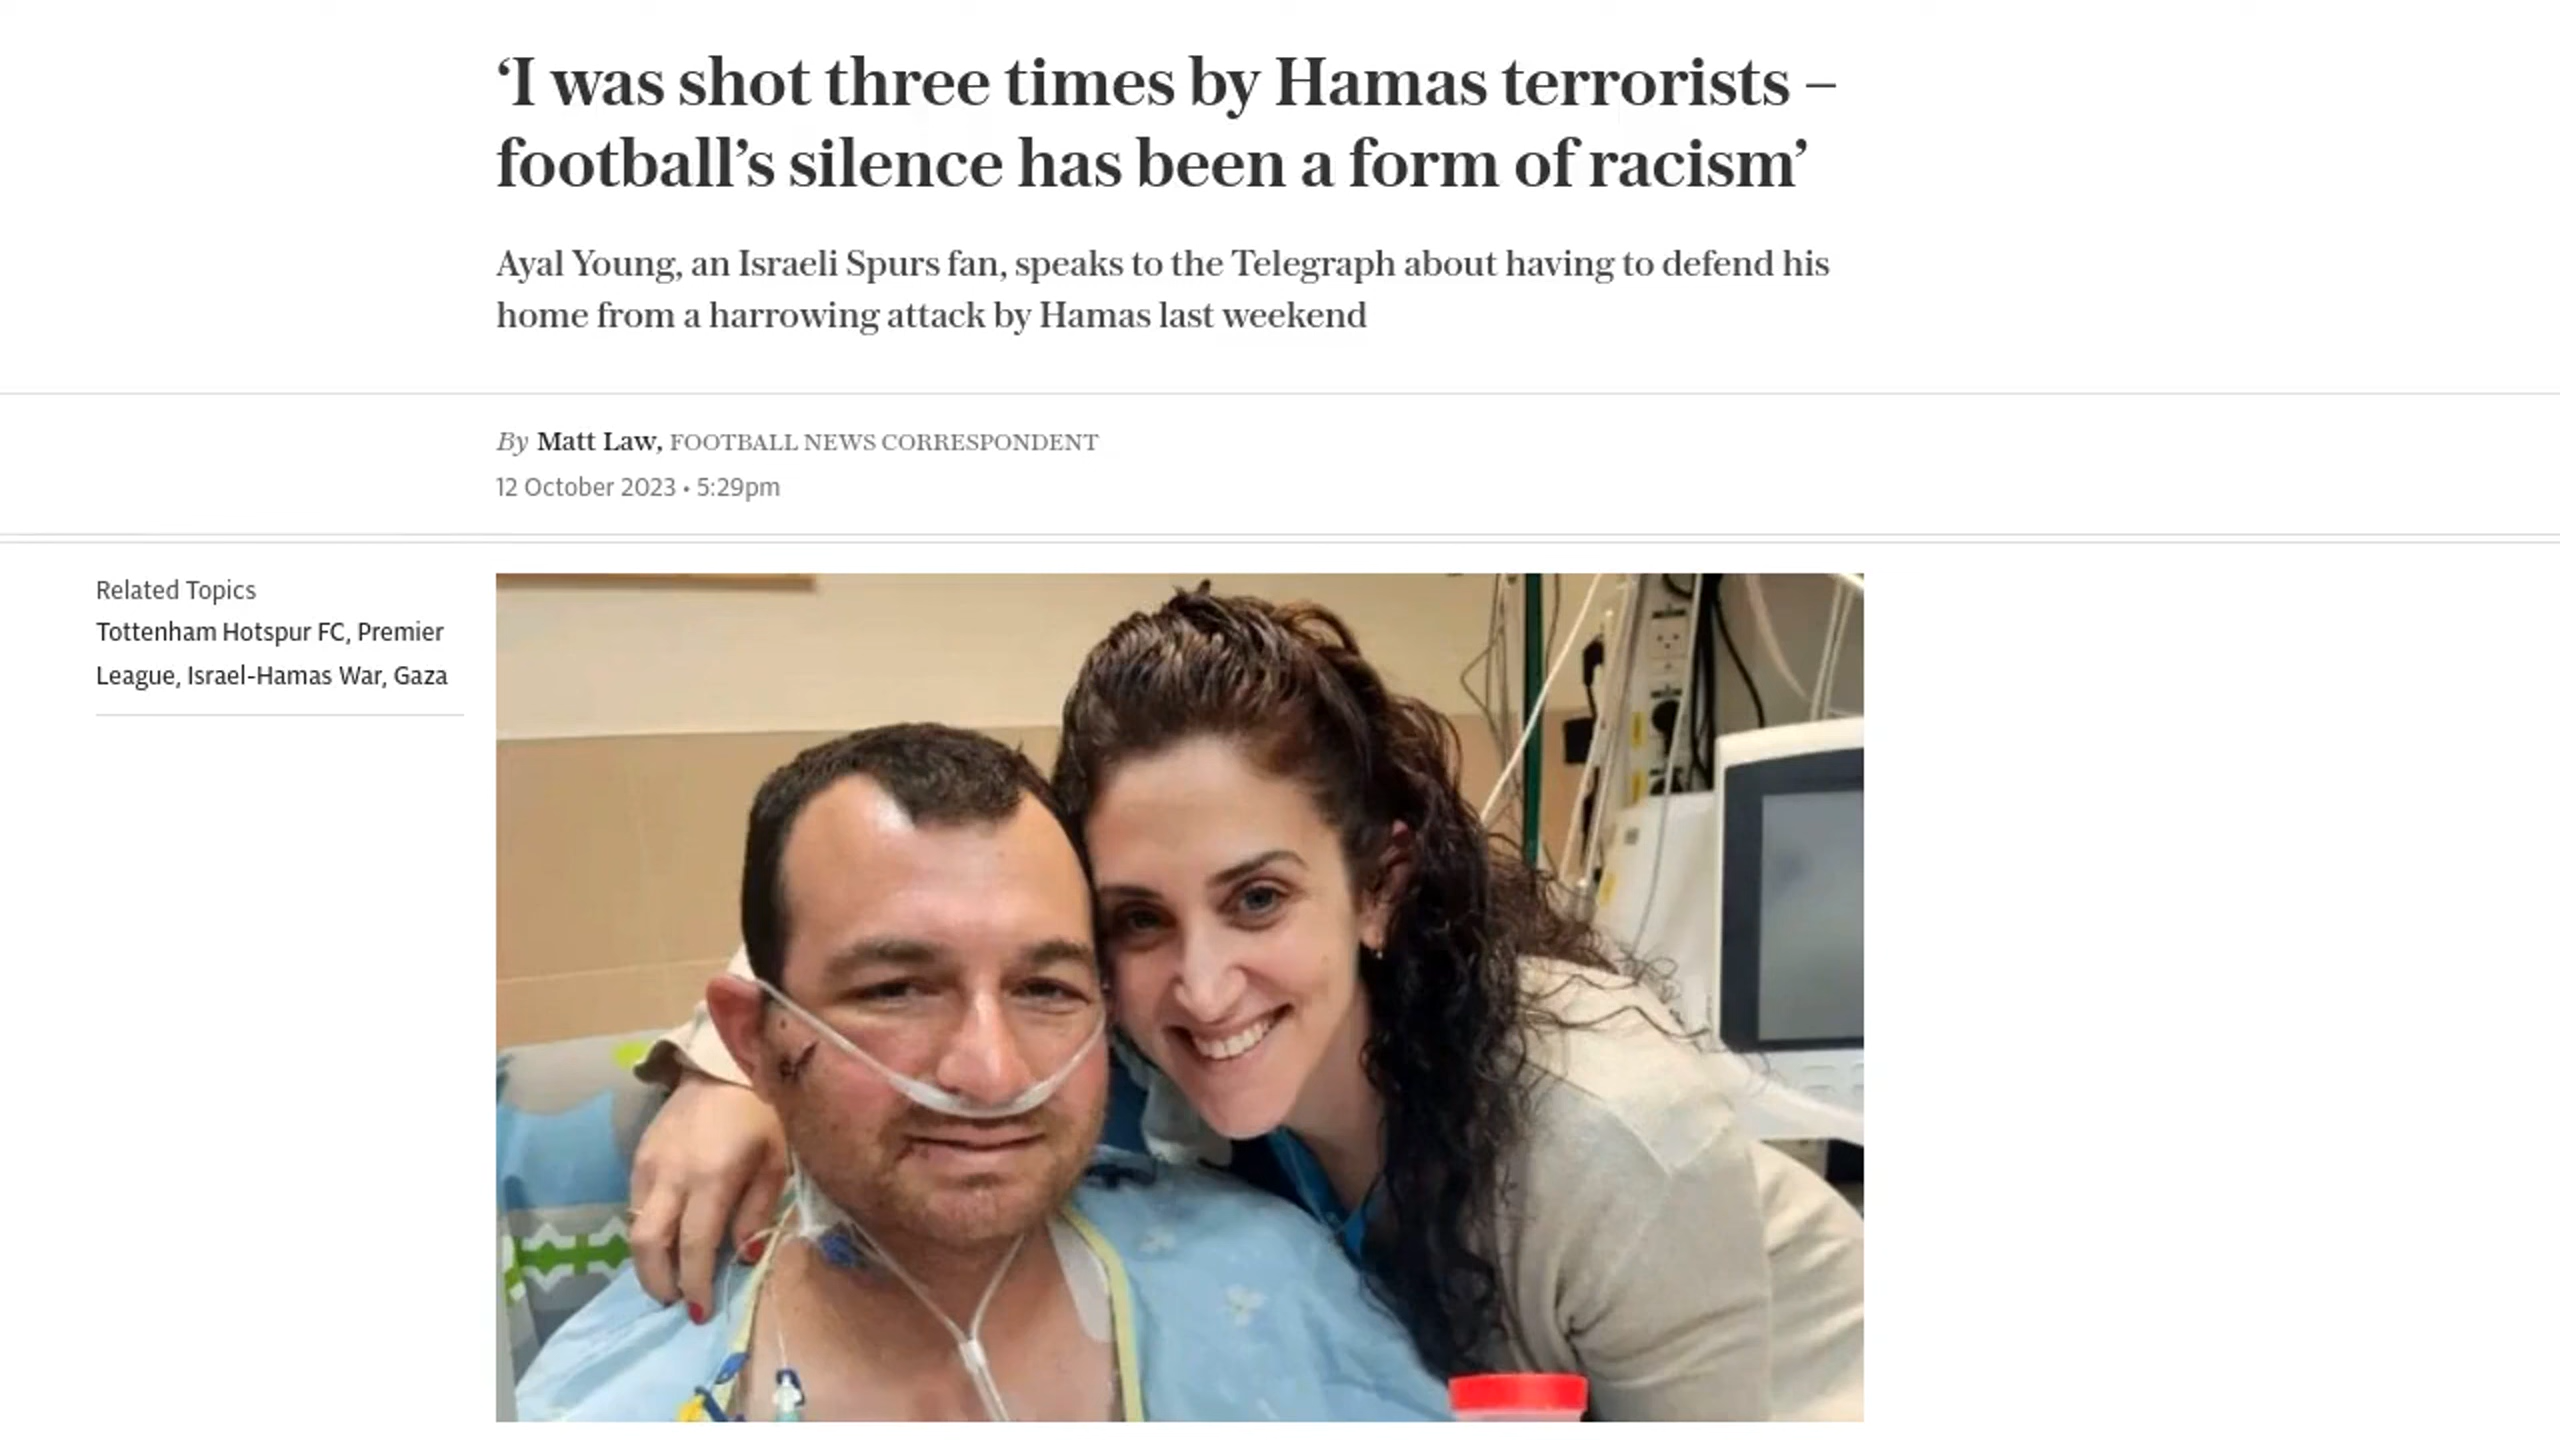 ‘I was shot three times by Hamas terrorists –
football’s silence has been a form of racism’
Ayal Young, an Israeli Spurs fan, speaks to the Telegraph about having to defend his
home from a harrowing attack by Hamas last weekend
By Matt Law, FOOTBALL NEWS CORRESPONDENT
12 October 2023 • 5:29pm
Related Topics
Tottenham Hotspur FC, Premier
League, Israel-Hamas War, Gaza